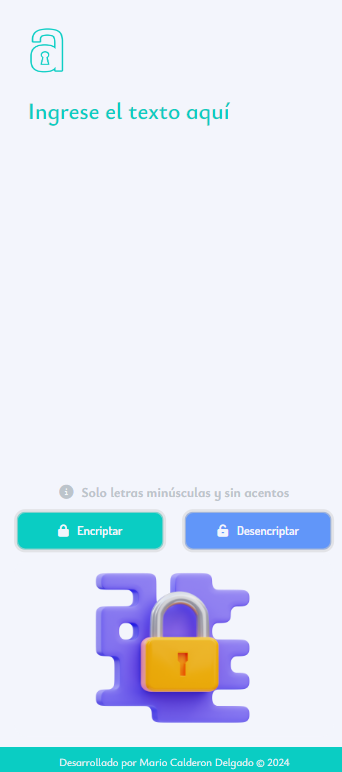 a
Ingrese el texto aquí
Solo letras minúsculas y sin acentos
Encriptar
Desencriptar
Desarrollado por Mario Calderon Delgado © 2024